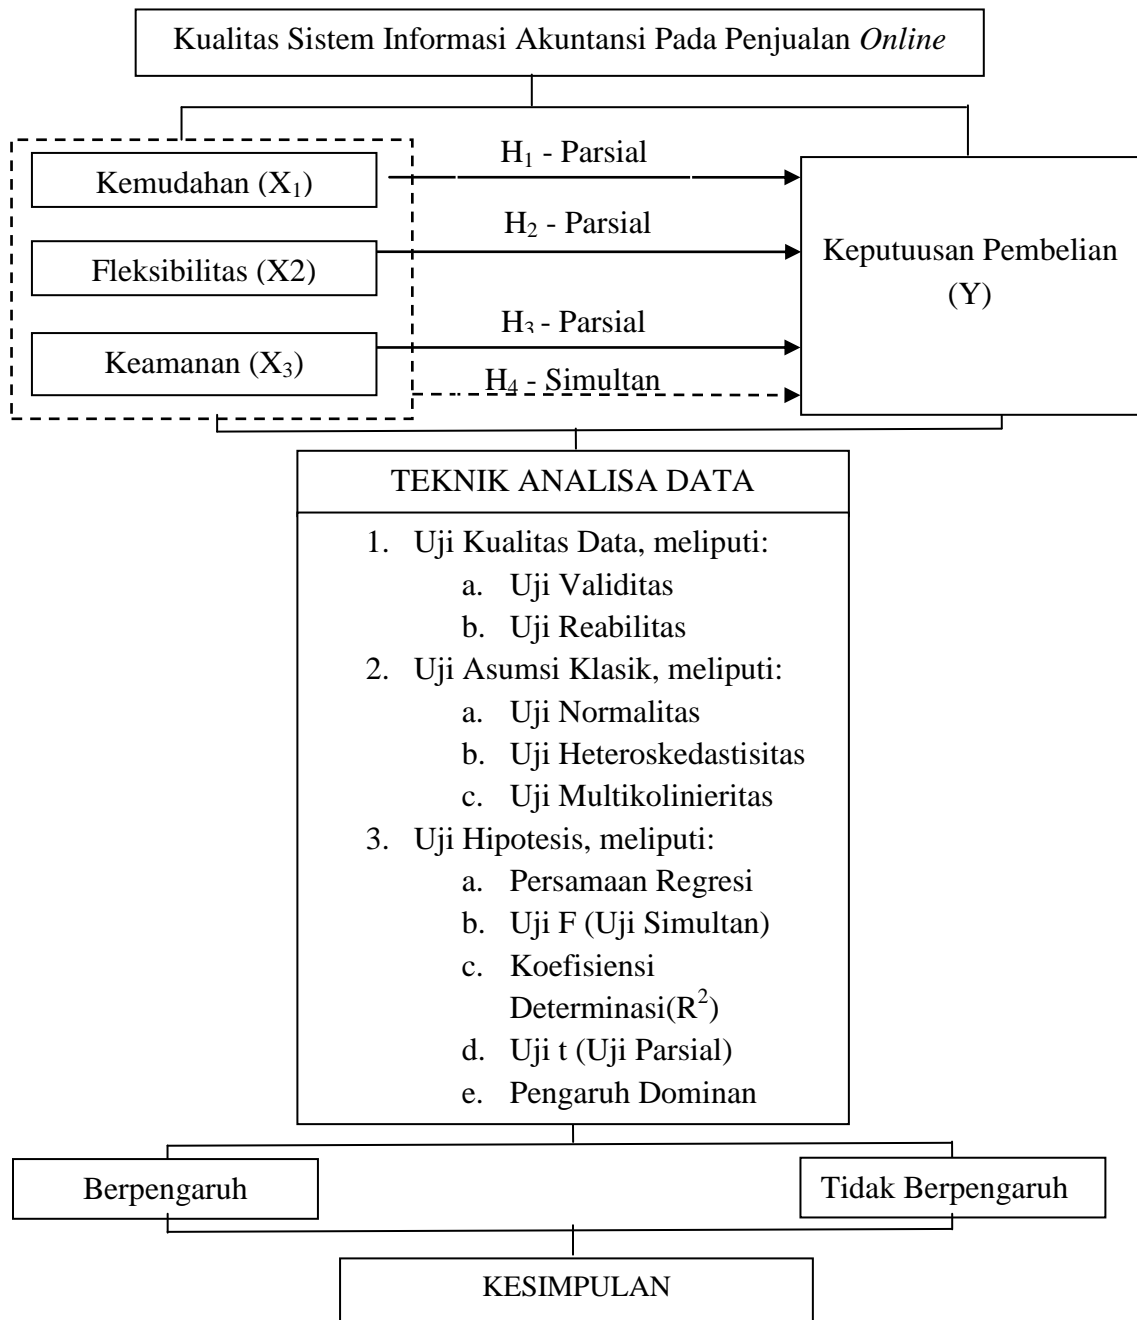 Kualitas Sistem Informasi Akuntansi Pada Penjualan Online
H1 - Parsial
Kemudahan (X1)
H2 - Parsial
Fleksibilitas (X2)
Keputuusan Pembelian
(Y)
H3 - Parsial
Keamanan (X3)
H4 - Simultan
TEKNIK ANALISA DATA
1. Uji Kualitas Data, meliputi:
a. Uji Validitas
b. Uji Reabilitas
2. Uji Asumsi Klasik, meliputi:
a. Uji Normalitas
b. Uji Heteroskedastisitas
c. Uji Multikolinieritas
3. Uji Hipotesis, meliputi:
a. Persamaan Regresi
b. Uji F (Uji Simultan)
c. Koefisiensi
Determinasi(R²)
d. Uji t (Uji Parsial)
e. Pengaruh Dominan
Berpengaruh
Tidak Berpengaruh
KESIMPULAN